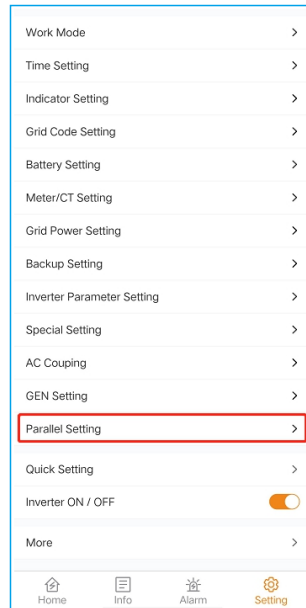 Work Mode
Time Setting
Indicator Setting
Grid Code Setting
Battery Setting
Meter/CT Setting
Grid Power Setting
Backup Setting
Inverter Parameter Setting
Special Setting
AC Couping
GEN Setting
Parallel Setting
Quick Setting
Inverter ON / OFF
More
Home Info Alarm Setting